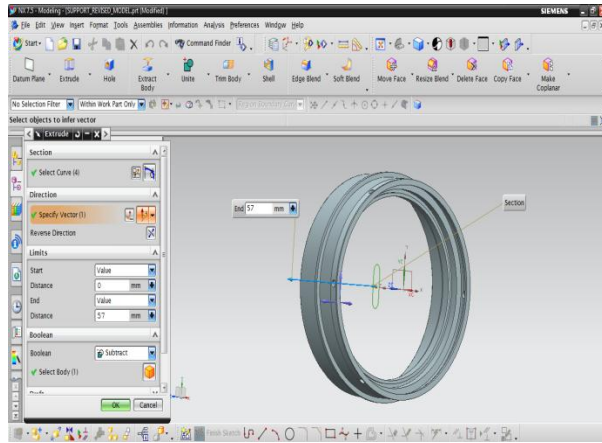 NX 7.5 - Modeling - [SUPPORT_REVISED_MODEL.prt (Modified) ]
SIEMENS
File Edit View Insert Format Tools Assemblies Information Analysis Preferences Window Help
Start Command Finder
Datum Plane Extrude Hole Extract Body Unite Trim Body Shell Edge Blend Soft Blend Move Face Resize Blend Delete Face Copy Face Make Coplanar
No Selection Filter Within Work Part Only
Select objects to infer vector
Extrude
Section
Select Curve (4)
Direction
Specify Vector (1)
Reverse Direction
Limits
Start Value
Distance 0 mm
End Value
Distance 57 mm
Boolean
Boolean Subtract
Select Body (1)
OK Cancel
End 57 mm
Section
Finish Sketch